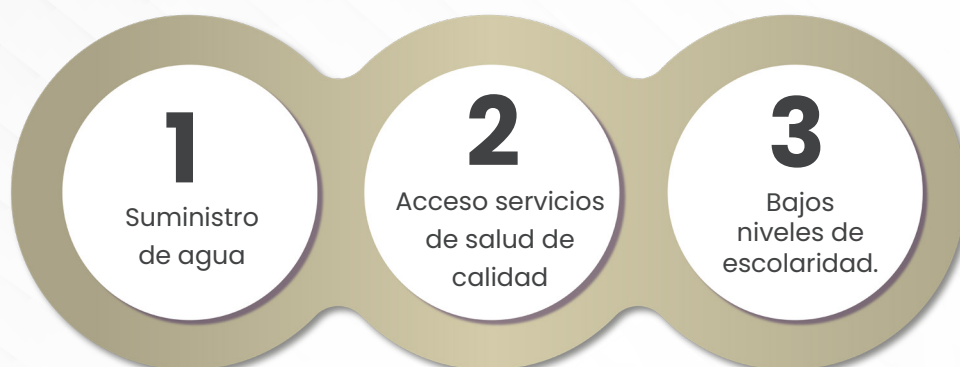 1
Suministro
de agua
2
Acceso servicios
de salud de
calidad
3
Bajos
niveles de
escolaridad.